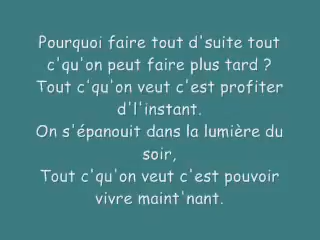 Pourquoi faire tout d'suite tout
c'qu'on peut faire plus tard ?
Tout c'qu'on veut c'est profiter
d'l'instant.
On s'épanouit dans la lumière du
soir,
Tout c'qu'on veut c'est pouvoir
vivre maint'nant.